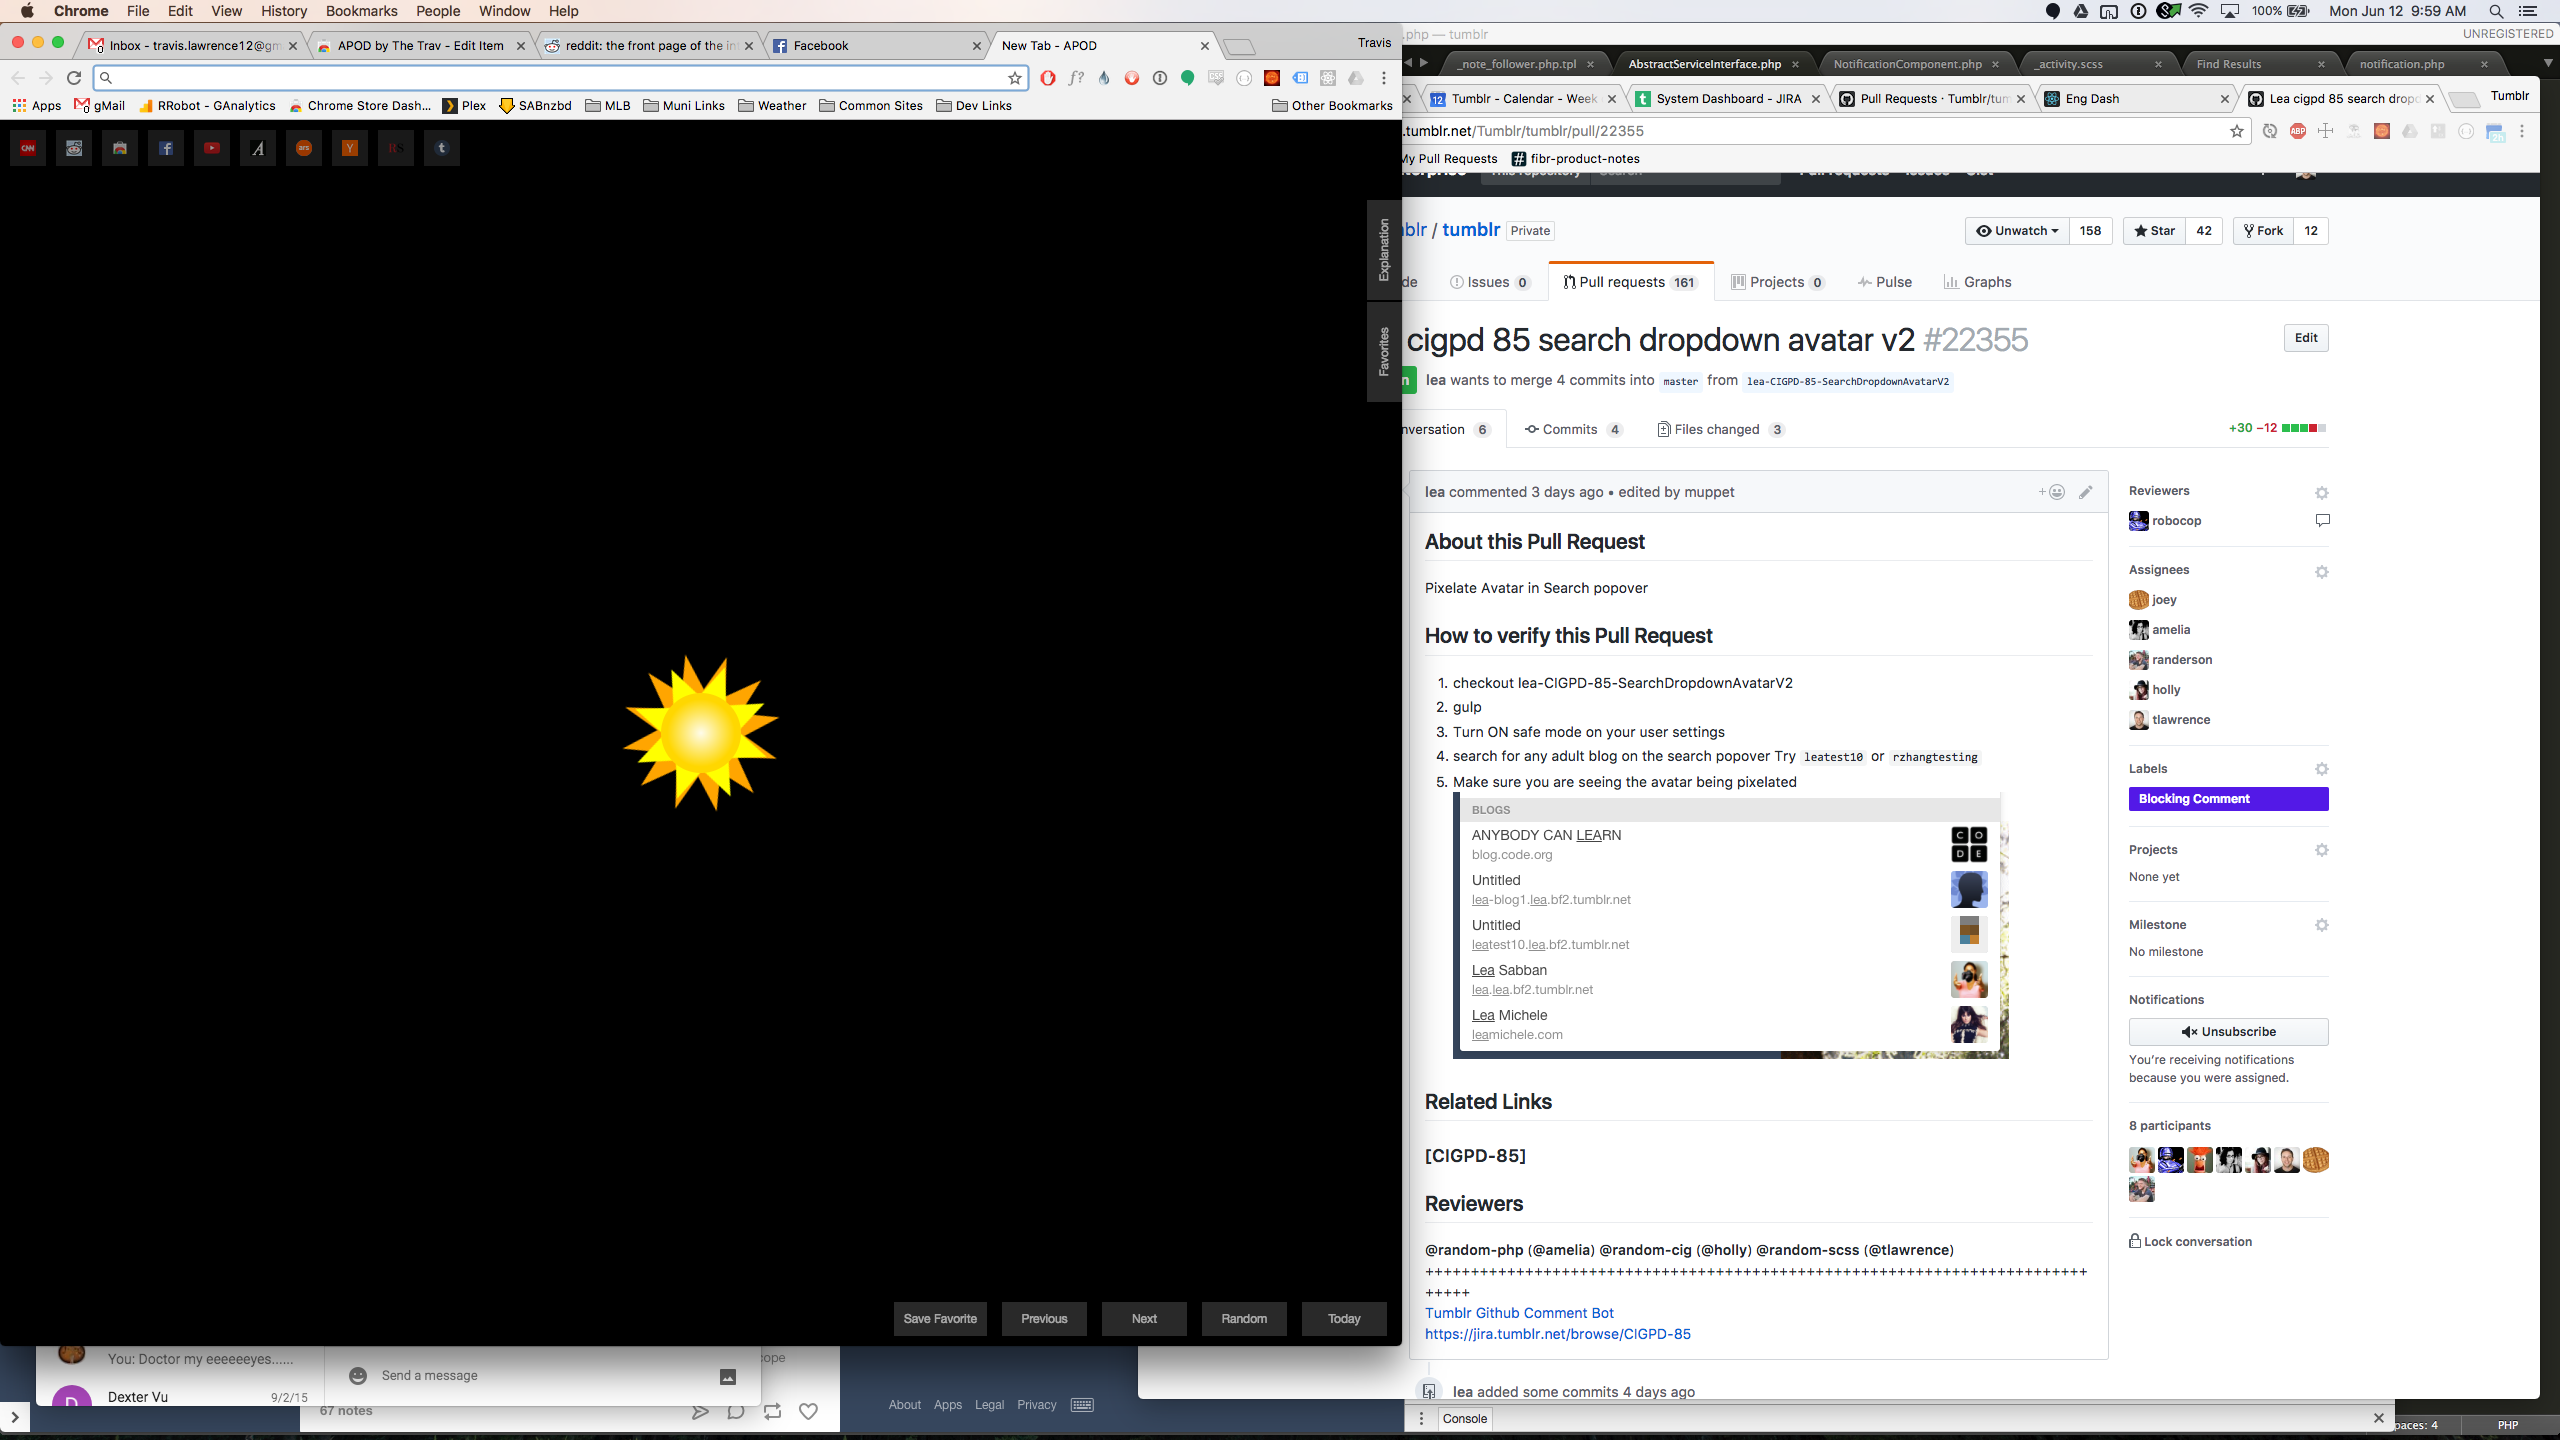 Chrome File Edit View History Bookmarks People Window Help
100% Mon Jun 12 9:59 AM
Inbox - travis.lawrence12@gm
APOD by The Trav - Edit Item
reddit: the front page of the in
Facebook
New Tab - APOD
Travis
Apps gMail RRobot - GAnalytics Chrome Store Dash... Plex SABnzbd MLB Muni Links Weather Common Sites Dev Links Other Bookmarks
Explanation
Favorites
Save Favorite Previous Next Random Today
.php — tumblr
UNREGISTERED
_note_follower.php.tpl AbstractServiceInterface.php NotificationComponent.php _activity.scss Find Results notification.php
Tumblr - Calendar - Week
System Dashboard - JIRA
Pull Requests · Tumblr/tum
Eng Dash
Lea cigpd 85 search drop
Tumblr
.tumblr.net/Tumblr/tumblr/pull/22355
My Pull Requests fibr-product-notes
blr / tumblr Private
Unwatch 158 Star 42 Fork 12
de Issues 0 Pull requests 161 Projects 0 Pulse Graphs
cigpd 85 search dropdown avatar v2 #22355
Edit
n lea wants to merge 4 commits into master from lea-CIGPD-85-SearchDropdownAvatarV2
nversation 6 Commits 4 Files changed 3
+30 −12
lea commented 3 days ago • edited by muppet
About this Pull Request
Pixelate Avatar in Search popover
How to verify this Pull Request
1. checkout lea-CIGPD-85-SearchDropdownAvatarV2
2. gulp
3. Turn ON safe mode on your user settings
4. search for any adult blog on the search popover Try leatest10 or rzhangtesting
5. Make sure you are seeing the avatar being pixelated
BLOGS
ANYBODY CAN LEARN
blog.code.org
CODE
Untitled
lea-blog1.lea.bf2.tumblr.net
Untitled
leatest10.lea.bf2.tumblr.net
Lea Sabban
lea.lea.bf2.tumblr.net
Lea Michele
leamichele.com
Related Links
[CIGPD-85]
Reviewers
@random-php (@amelia) @random-cig (@holly) @random-scss (@tlawrence)
+++++++++++++++++++++++++++++++++++++++++++++++++++++++++++++++++++++++++
+++++
Tumblr Github Comment Bot
https://jira.tumblr.net/browse/CIGPD-85
lea added some commits 4 days ago
Reviewers
robocop
Assignees
joey
amelia
randerson
holly
tlawrence
Labels
Blocking Comment
Projects
None yet
Milestone
No milestone
Notifications
Unsubscribe
You're receiving notifications
because you were assigned.
8 participants
Lock conversation
You: Doctor my eeeeeeyes......
Dexter Vu 9/2/15
Send a message
cope
67 notes
About Apps Legal Privacy
Console
paces: 4 PHP